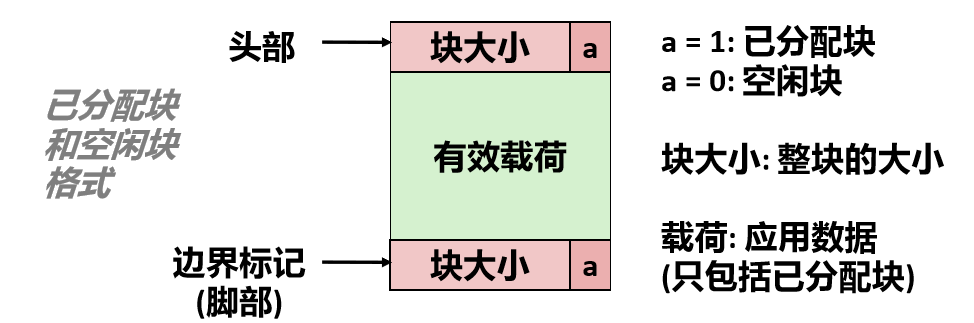 头部
块大小
a
a = 1: 已分配块
a = 0: 空闲块
已分配块
和空闲块
格式
有效载荷
块大小: 整块的大小
边界标记
(脚部)
块大小
a
载荷: 应用数据
(只包括已分配块)